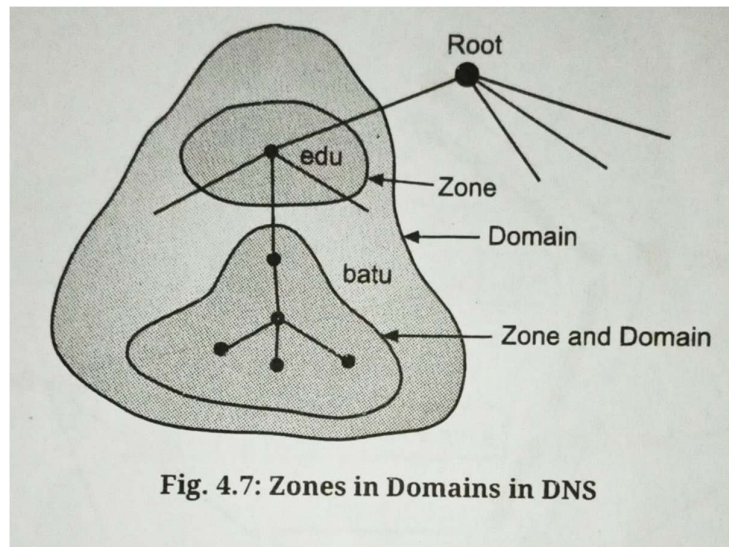 Root
edu
Zone
Domain
batu
Zone and Domain
Fig. 4.7: Zones in Domains in DNS